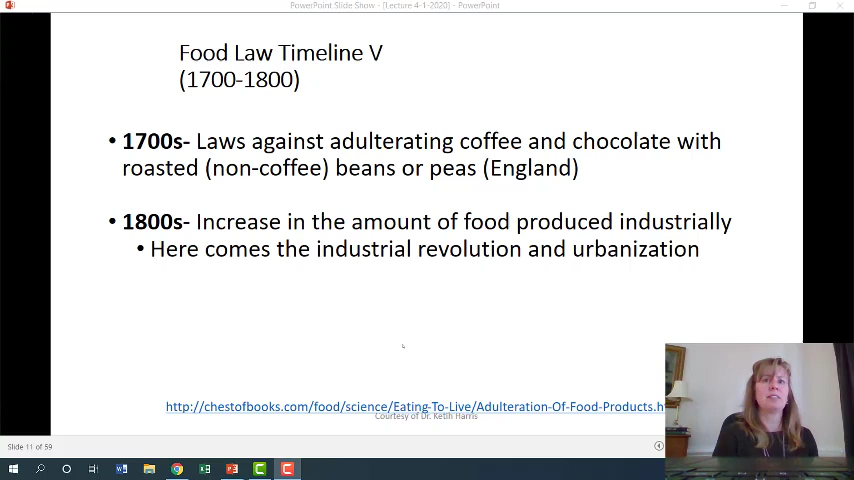 PowerPoint Slide Show - [Lecture 4-1-2020] - PowerPoint
Food Law Timeline V
(1700-1800)
• 1700s- Laws against adulterating coffee and chocolate with
roasted (non-coffee) beans or peas (England)
• 1800s- Increase in the amount of food produced industrially
• Here comes the industrial revolution and urbanization
http://chestofbooks.com/food/science/Eating-To-Live/Adulteration-Of-Food-Products.h
Courtesy of Dr. Ketih Harris
Slide 11 of 59